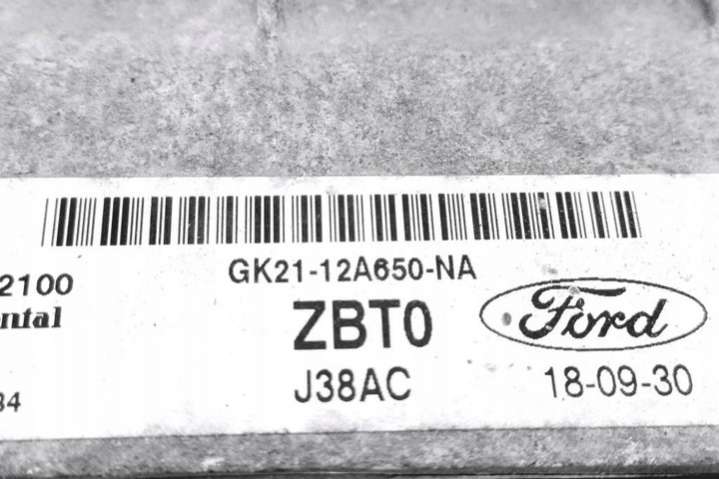 GK21-12A650-NA
2100
ntal
ZBT0
Ford
J38AC
18-09-30
34